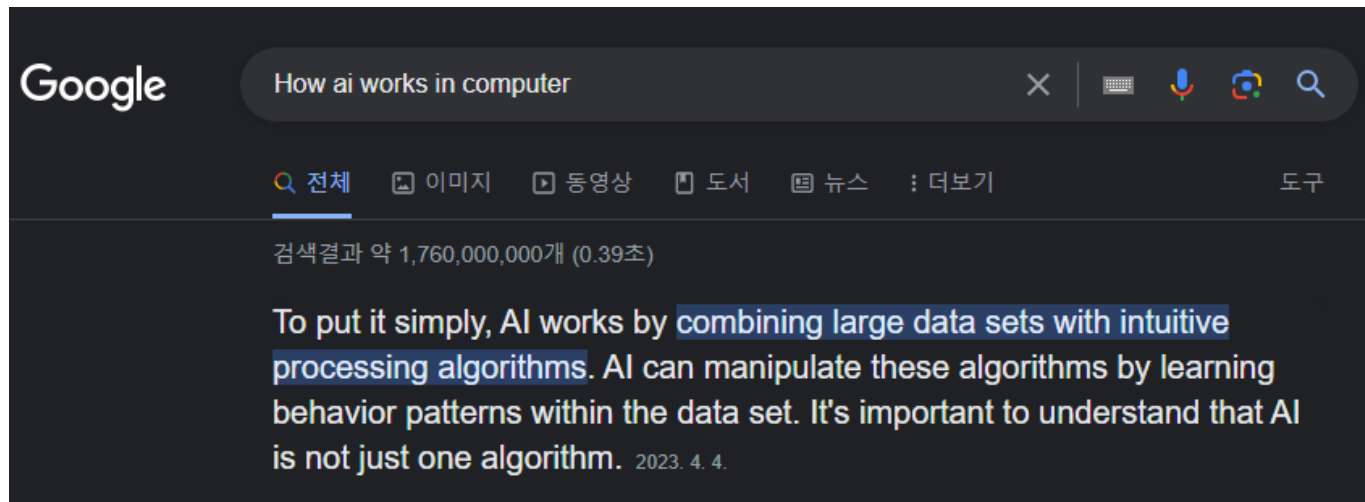 Google
How ai works in computer
전체 이미지 동영상 도서 뉴스 더보기 도구
검색결과 약 1,760,000,000개 (0.39초)
To put it simply, AI works by combining large data sets with intuitive
processing algorithms. AI can manipulate these algorithms by learning
behavior patterns within the data set. It's important to understand that AI
is not just one algorithm. 2023. 4. 4.